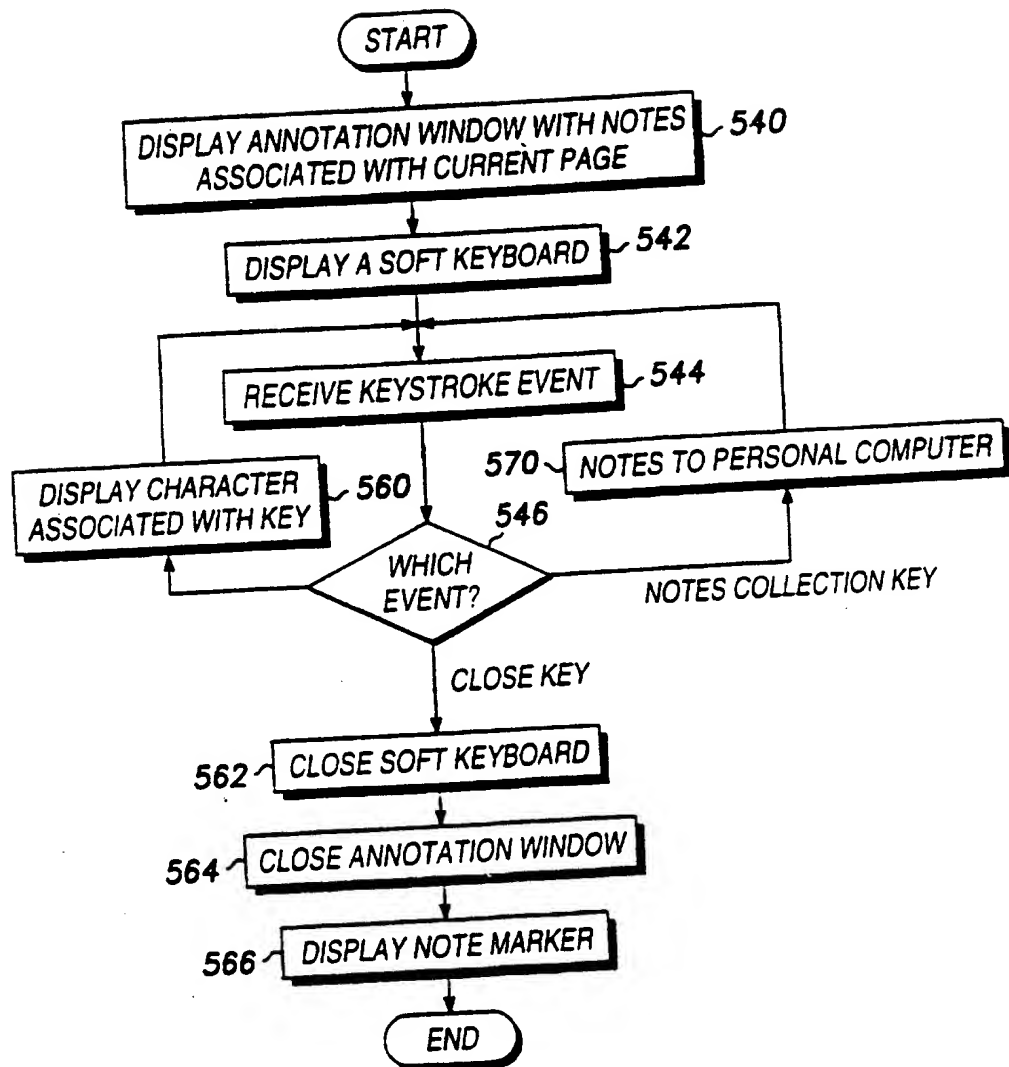 START
DISPLAY ANNOTATION WINDOW WITH NOTES
ASSOCIATED WITH CURRENT PAGE
540
DISPLAY A SOFT KEYBOARD
542
RECEIVE KEYSTROKE EVENT
544
DISPLAY CHARACTER
ASSOCIATED WITH KEY
560
570
NOTES TO PERSONAL COMPUTER
546
WHICH
EVENT?
NOTES COLLECTION KEY
CLOSE KEY
562
CLOSE SOFT KEYBOARD
564
CLOSE ANNOTATION WINDOW
566
DISPLAY NOTE MARKER
END